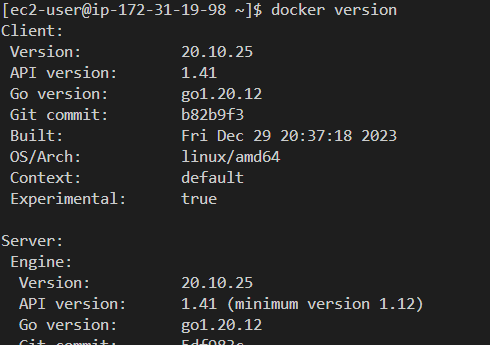 [ec2-user@ip-172-31-19-98 ~]$ docker version
Client:
Version: 20.10.25
API version: 1.41
Go version: go1.20.12
Git commit: b82b9f3
Built: Fri Dec 29 20:37:18 2023
OS/Arch: linux/amd64
Context: default
Experimental: true
Server:
Engine:
Version: 20.10.25
API version: 1.41 (minimum version 1.12)
Go version: go1.20.12
Git commit: